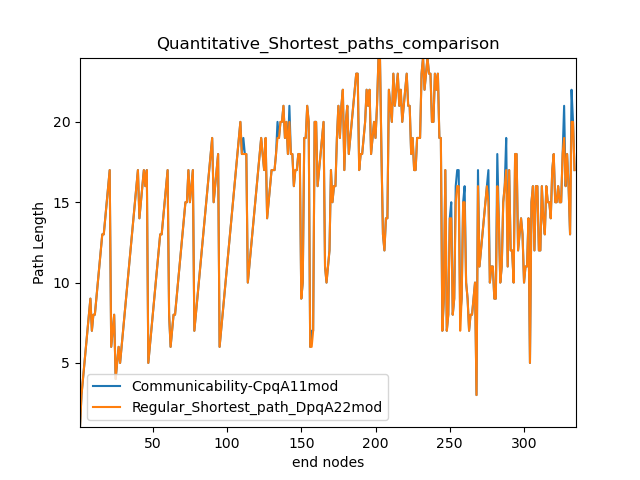 Quantitative_Shortest_paths_comparison
20
15
10
5
Path Length
Communicability-CpqA11mod
Regular_Shortest_path_DpqA22mod
50 100 150 200 250 300
end nodes